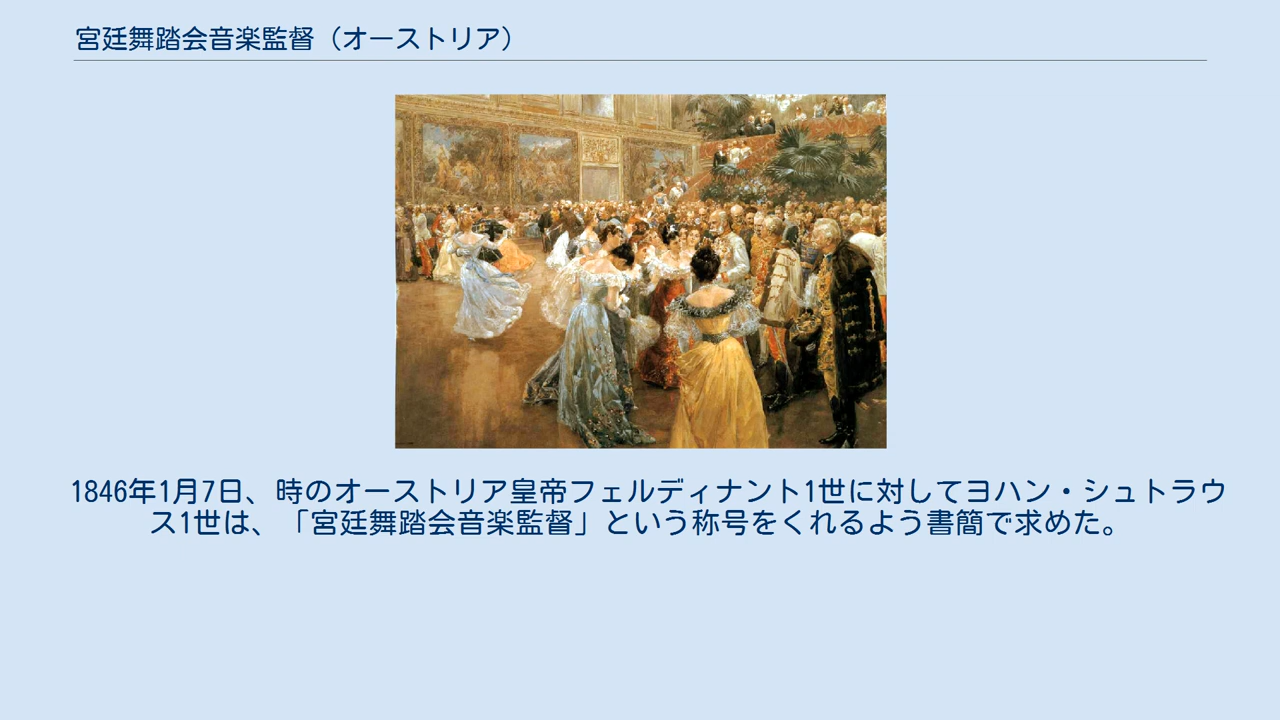 宮廷舞踏会音楽監督（オーストリア）
1846年1月7日、時のオーストリア皇帝フェルディナント1世に対してヨハン・シュトラウ
ス1世は、「宮廷舞踏会音楽監督」という称号をくれるよう書簡で求めた。